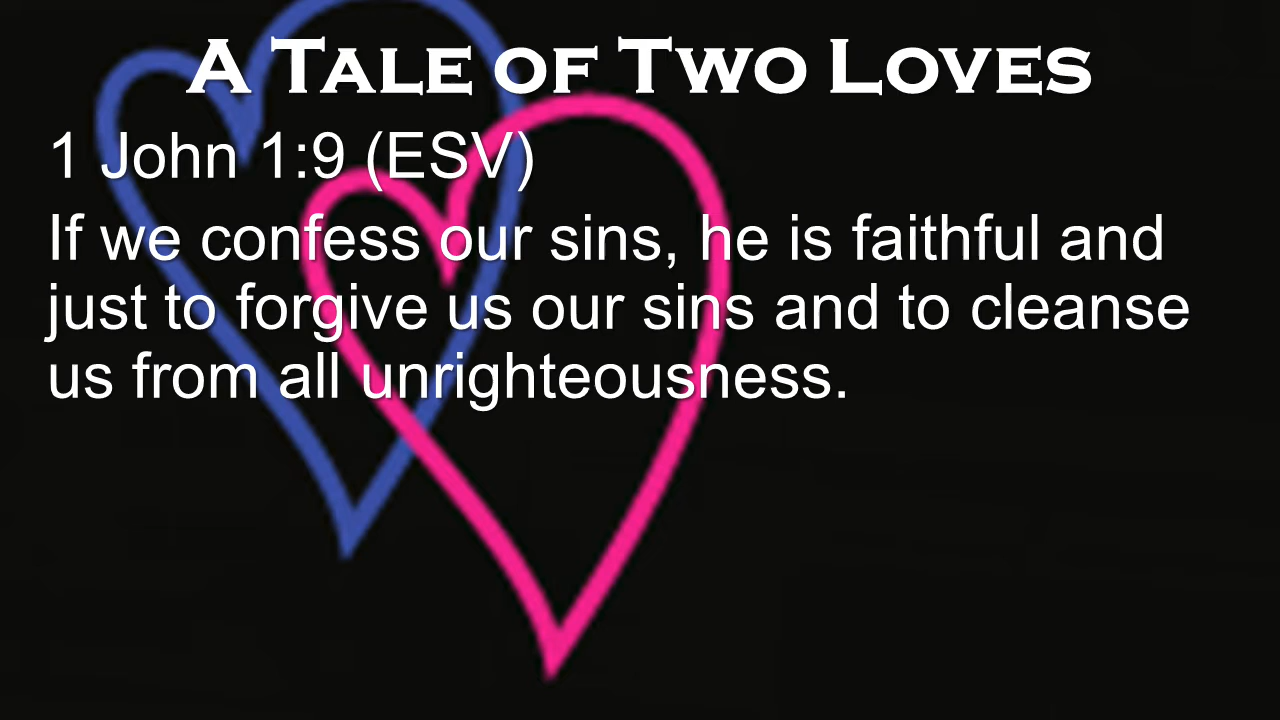 A Tale of Two Loves
1 John 1:9 (ESV)
If we confess our sins, he is faithful and
just to forgive us our sins and to cleanse
us from all unrighteousness.